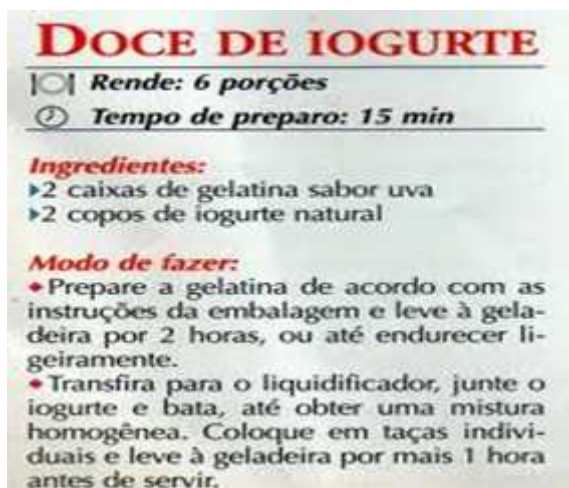 DOCE DE IOGURTE
Rende: 6 porções
Tempo de preparo: 15 min
Ingredientes:
2 caixas de gelatina sabor uva
2 copos de iogurte natural
Modo de fazer:
Prepare a gelatina de acordo com as
instruções da embalagem e leve à gela-
deira por 2 horas, ou até endurecer li-
geiramente.
Transfira para o liquidificador, junte o
iogurte e bata, até obter uma mistura
homogênea. Coloque em taças indivi-
duais e leve à geladeira por mais 1 hora
antes de servir.